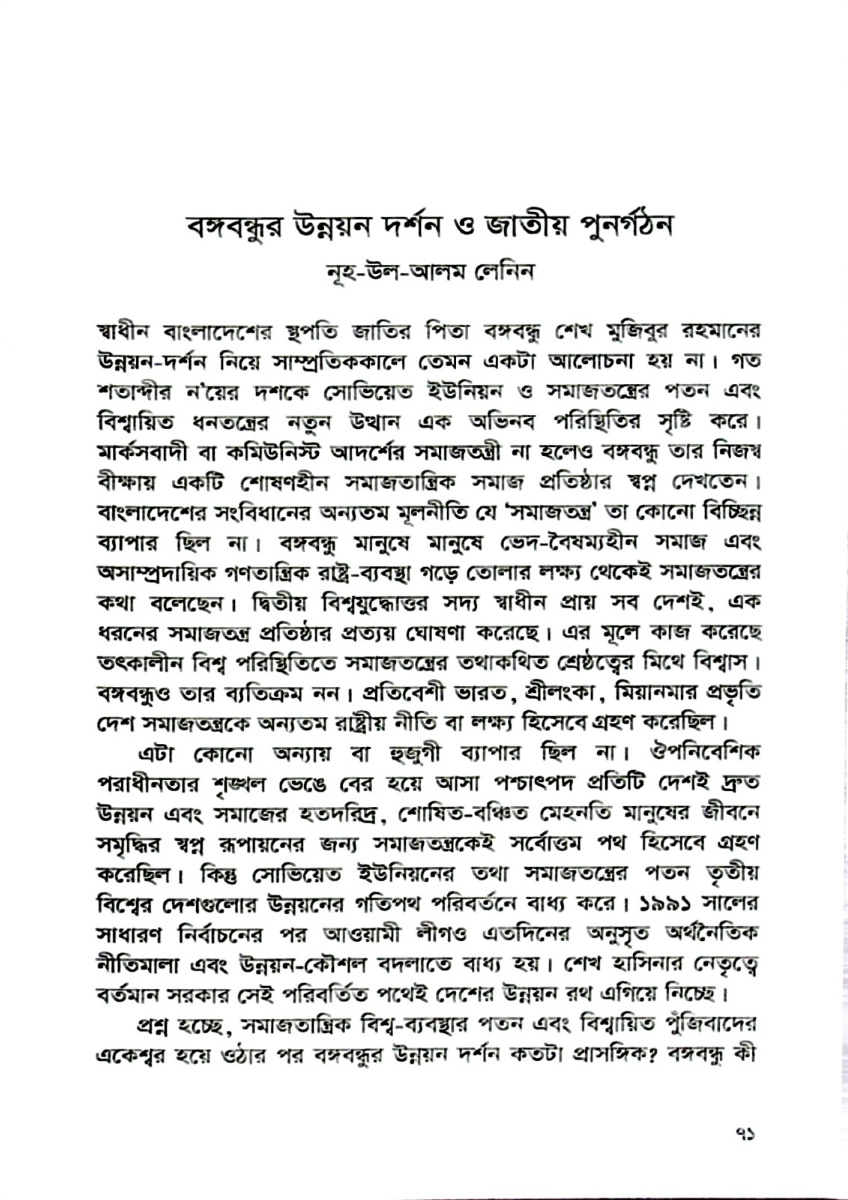 বঙ্গবন্ধুর উন্নয়ন দর্শন ও জাতীয় পুনর্গঠন
নূহ-উল-আলম লেনিন
স্বাধীন বাংলাদেশের স্থপতি জাতির পিতা বঙ্গবন্ধু শেখ মুজিবুর রহমানের
উন্নয়ন-দর্শন নিয়ে সাম্প্রতিককালে তেমন একটা আলোচনা হয় না। গত
শতাব্দীর ন'য়ের দশকে সোভিয়েত ইউনিয়ন ও সমাজতন্ত্রের পতন এবং
বিশ্বায়িত ধনতন্ত্রের নতুন উত্থান এক অভিনব পরিস্থিতির সৃষ্টি করে।
মার্কসবাদী বা কমিউনিস্ট আদর্শের সমাজতন্ত্রী না হলেও বঙ্গবন্ধু তার নিজস্ব
বীক্ষায় একটি শোষণহীন সমাজতান্ত্রিক সমাজ প্রতিষ্ঠার স্বপ্ন দেখতেন।
বাংলাদেশের সংবিধানের অন্যতম মূলনীতি যে ‘সমাজতন্ত্র’ তা কোনো বিচ্ছিন্ন
ব্যাপার ছিল না। বঙ্গবন্ধু মানুষে মানুষে ভেদ-বৈষম্যহীন সমাজ এবং
অসাম্প্রদায়িক গণতান্ত্রিক রাষ্ট্র-ব্যবস্থা গড়ে তোলার লক্ষ্য থেকেই সমাজতন্ত্রের
কথা বলেছেন। দ্বিতীয় বিশ্বযুদ্ধোত্তর সদ্য স্বাধীন প্রায় সব দেশই, এক
ধরনের সমাজতন্ত্র প্রতিষ্ঠার প্রত্যয় ঘোষণা করেছে। এর মূলে কাজ করেছে
তৎকালীন বিশ্ব পরিস্থিতিতে সমাজতন্ত্রের তথাকথিত শ্রেষ্ঠত্বের মিথে বিশ্বাস।
বঙ্গবন্ধুও তার ব্যতিক্রম নন। প্রতিবেশী ভারত, শ্রীলংকা, মিয়ানমার প্রভৃতি
দেশ সমাজতন্ত্রকে অন্যতম রাষ্ট্রীয় নীতি বা লক্ষ্য হিসেবে গ্রহণ করেছিল।
এটা কোনো অন্যায় বা হুজুগী ব্যাপার ছিল না। ঔপনিবেশিক
পরাধীনতার শৃঙ্খল ভেঙে বের হয়ে আসা পশ্চাৎপদ প্রতিটি দেশই দ্রুত
উন্নয়ন এবং সমাজের হতদরিদ্র, শোষিত-বঞ্চিত মেহনতি মানুষের জীবনে
সমৃদ্ধির স্বপ্ন রূপায়নের জন্য সমাজতন্ত্রকেই সর্বোত্তম পথ হিসেবে গ্রহণ
করেছিল। কিন্তু সোভিয়েত ইউনিয়নের তথা সমাজতন্ত্রের পতন তৃতীয়
বিশ্বের দেশগুলোর উন্নয়নের গতিপথ পরিবর্তনে বাধ্য করে। ১৯৯১ সালের
সাধারণ নির্বাচনের পর আওয়ামী লীগও এতদিনের অনুসৃত অর্থনৈতিক
নীতিমালা এবং উন্নয়ন-কৌশল বদলাতে বাধ্য হয়। শেখ হাসিনার নেতৃত্বে
বর্তমান সরকার সেই পরিবর্তিত পথেই দেশের উন্নয়ন রথ এগিয়ে নিচ্ছে।
প্রশ্ন হচ্ছে, সমাজতান্ত্রিক বিশ্ব-ব্যবস্থার পতন এবং বিশ্বায়িত পুঁজিবাদের
একেশ্বর হয়ে ওঠার পর বঙ্গবন্ধুর উন্নয়ন দর্শন কতটা প্রাসঙ্গিক? বঙ্গবন্ধু কী
৭১